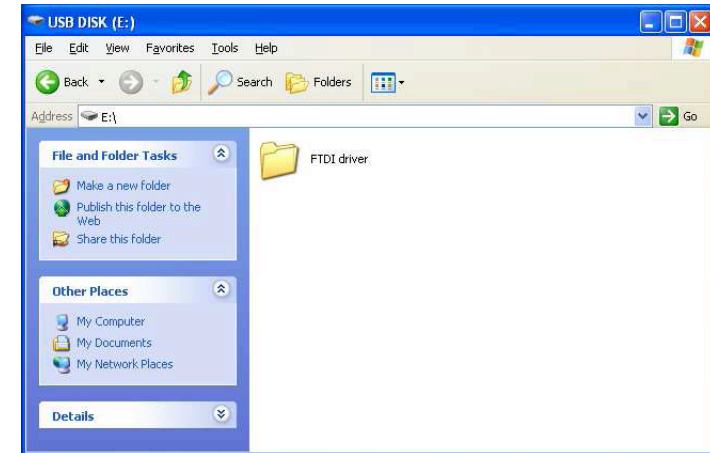 USB DISK (E:)
File Edit View Favorites Tools Help
Back Search Folders
Address E:\ Go
File and Folder Tasks
Make a new folder
Publish this folder to the
Web
Share this folder
Other Places
My Computer
My Documents
My Network Places
Details
FTDI driver